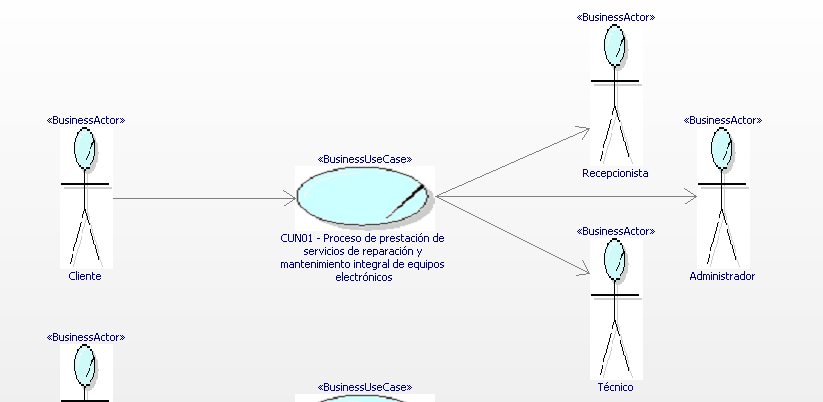 «BusinessActor»
Recepcionista
«BusinessActor»
Cliente
«BusinessUseCase»
CUN01 - Proceso de prestación de
servicios de reparación y
mantenimiento integral de equipos
electrónicos
«BusinessActor»
Administrador
«BusinessActor»
Técnico
«BusinessActor»
«BusinessUseCase»